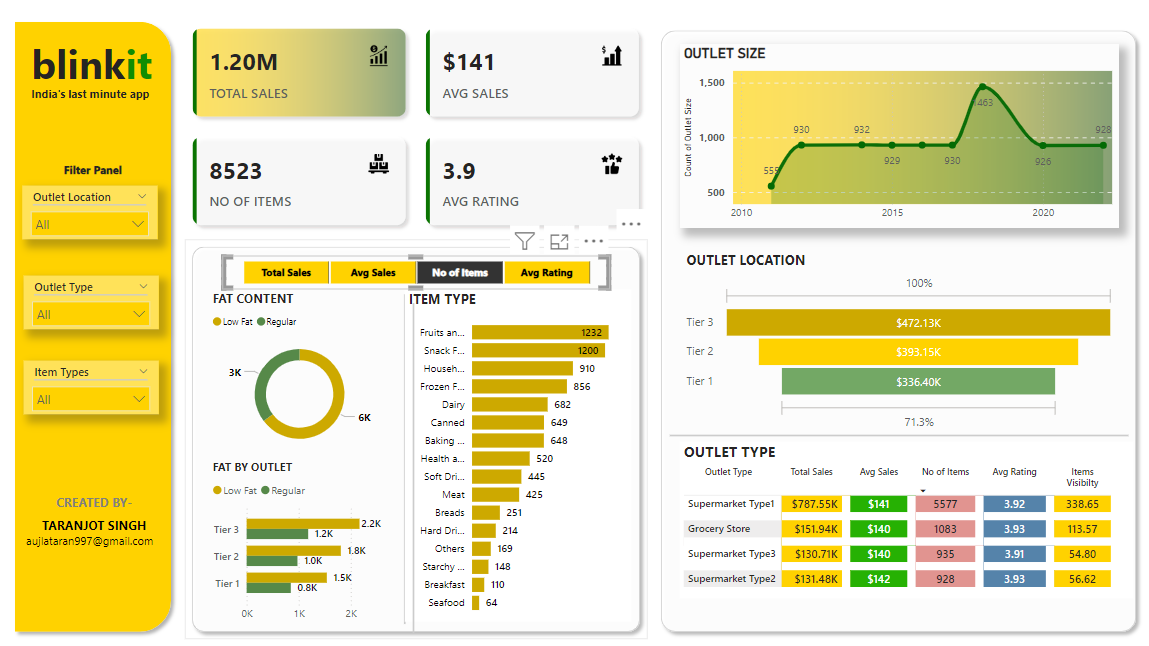 blinkit
India's last minute app
Filter Panel
Outlet Location
All
Outlet Type
All
Item Types
All
CREATED BY-
TARANJOT SINGH
aujlataran997@gmail.com
1.20M
TOTAL SALES
$141
AVG SALES
8523
NO OF ITEMS
3.9
AVG RATING
Total Sales Avg Sales No of Items Avg Rating
FAT CONTENT
Low Fat Regular
3K
6K
FAT BY OUTLET
Low Fat Regular
Tier 3 2.2K
1.2K
Tier 2 1.8K
1.0K
Tier 1 1.5K
0.8K
0K 1K 2K
ITEM TYPE
Fruits an... 1232
Snack F... 1200
Househ... 910
Frozen F... 856
Dairy 682
Canned 649
Baking ... 648
Health a... 520
Soft Dri... 445
Meat 425
Breads 251
Hard Dri... 214
Others 169
Starchy ... 148
Breakfast 110
Seafood 64
OUTLET SIZE
Count of Outlet Size
1,500
1,000
500
555
930
932
929
930
1463
926
928
2010 2015 2020
OUTLET LOCATION
100%
Tier 3 $472.13K
Tier 2 $393.15K
Tier 1 $336.40K
71.3%
OUTLET TYPE
Outlet Type Total Sales Avg Sales No of Items Avg Rating Items
Visibilty
Supermarket Type1 $787.55K $141 5577 3.92 338.65
Grocery Store $151.94K $140 1083 3.93 113.57
Supermarket Type3 $130.71K $140 935 3.91 54.80
Supermarket Type2 $131.48K $142 928 3.93 56.62